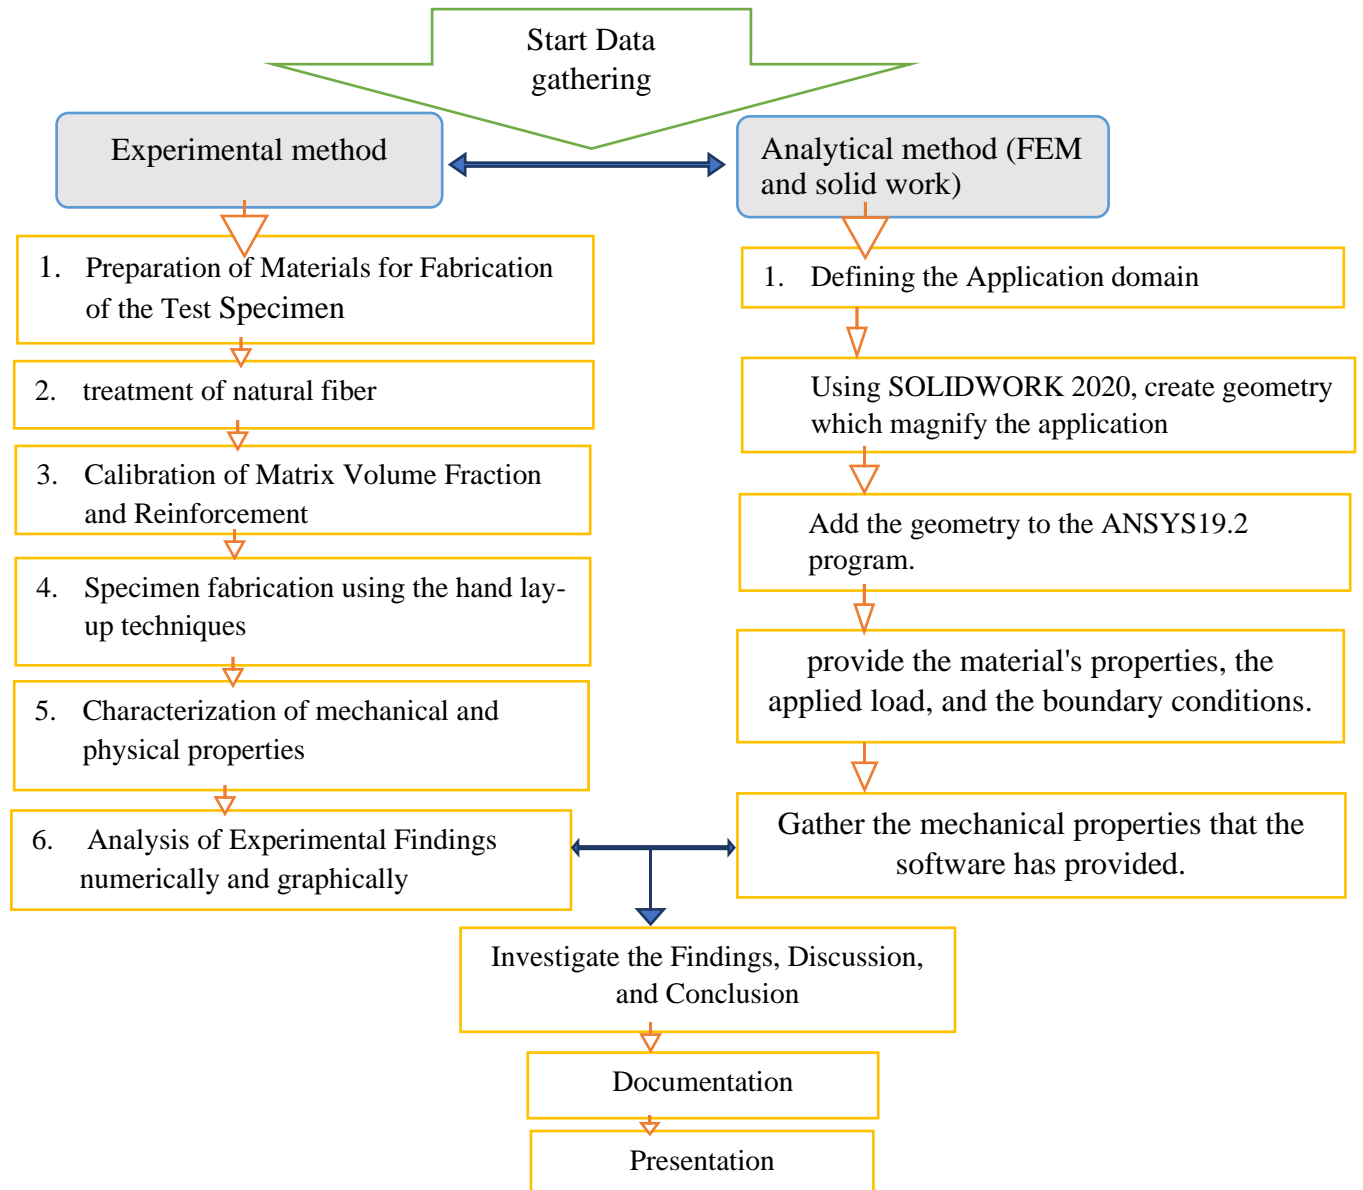 Start Data
gathering
Experimental method
Analytical method (FEM
and solid work)
1. Preparation of Materials for Fabrication
of the Test Specimen
2. treatment of natural fiber
3. Calibration of Matrix Volume Fraction
and Reinforcement
4. Specimen fabrication using the hand lay-
up techniques
5. Characterization of mechanical and
physical properties
6. Analysis of Experimental Findings
numerically and graphically
1. Defining the Application domain
Using SOLIDWORK 2020, create geometry
which magnify the application
Add the geometry to the ANSYS19.2
program.
provide the material's properties, the
applied load, and the boundary conditions.
Gather the mechanical properties that the
software has provided.
Investigate the Findings, Discussion,
and Conclusion
Documentation
Presentation